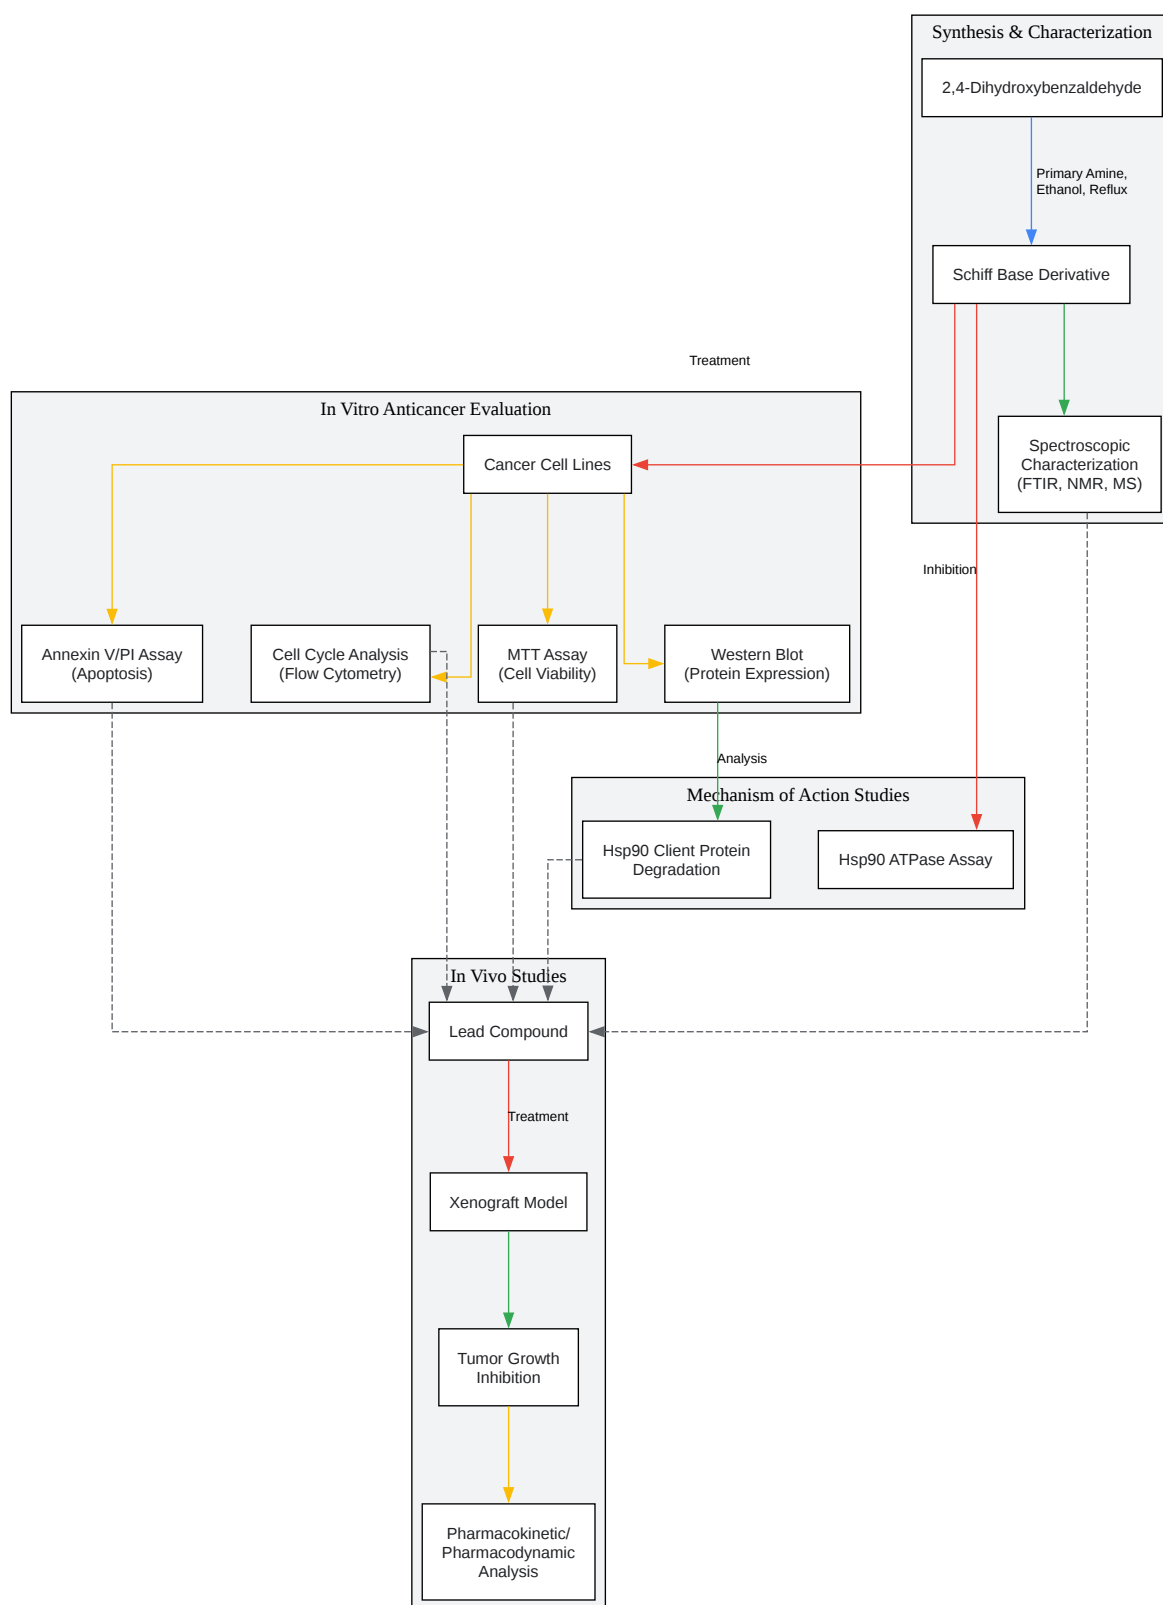 Synthesis & Characterization
2,4-Dihydroxybenzaldehyde
Primary Amine,
Ethanol, Reflux
Schiff Base Derivative
Treatment
In Vitro Anticancer Evaluation
Cancer Cell Lines
Spectroscopic
Characterization
(FTIR, NMR, MS)
Inhibition
Annexin V/PI Assay
(Apoptosis)
Cell Cycle Analysis
(Flow Cytometry)
MTT Assay
(Cell Viability)
Western Blot
(Protein Expression)
Analysis
Mechanism of Action Studies
Hsp90 Client Protein
Degradation
Hsp90 ATPase Assay
In Vivo Studies
Lead Compound
Treatment
Xenograft Model
Tumor Growth
Inhibition
Pharmacokinetic/
Pharmacodynamic
Analysis